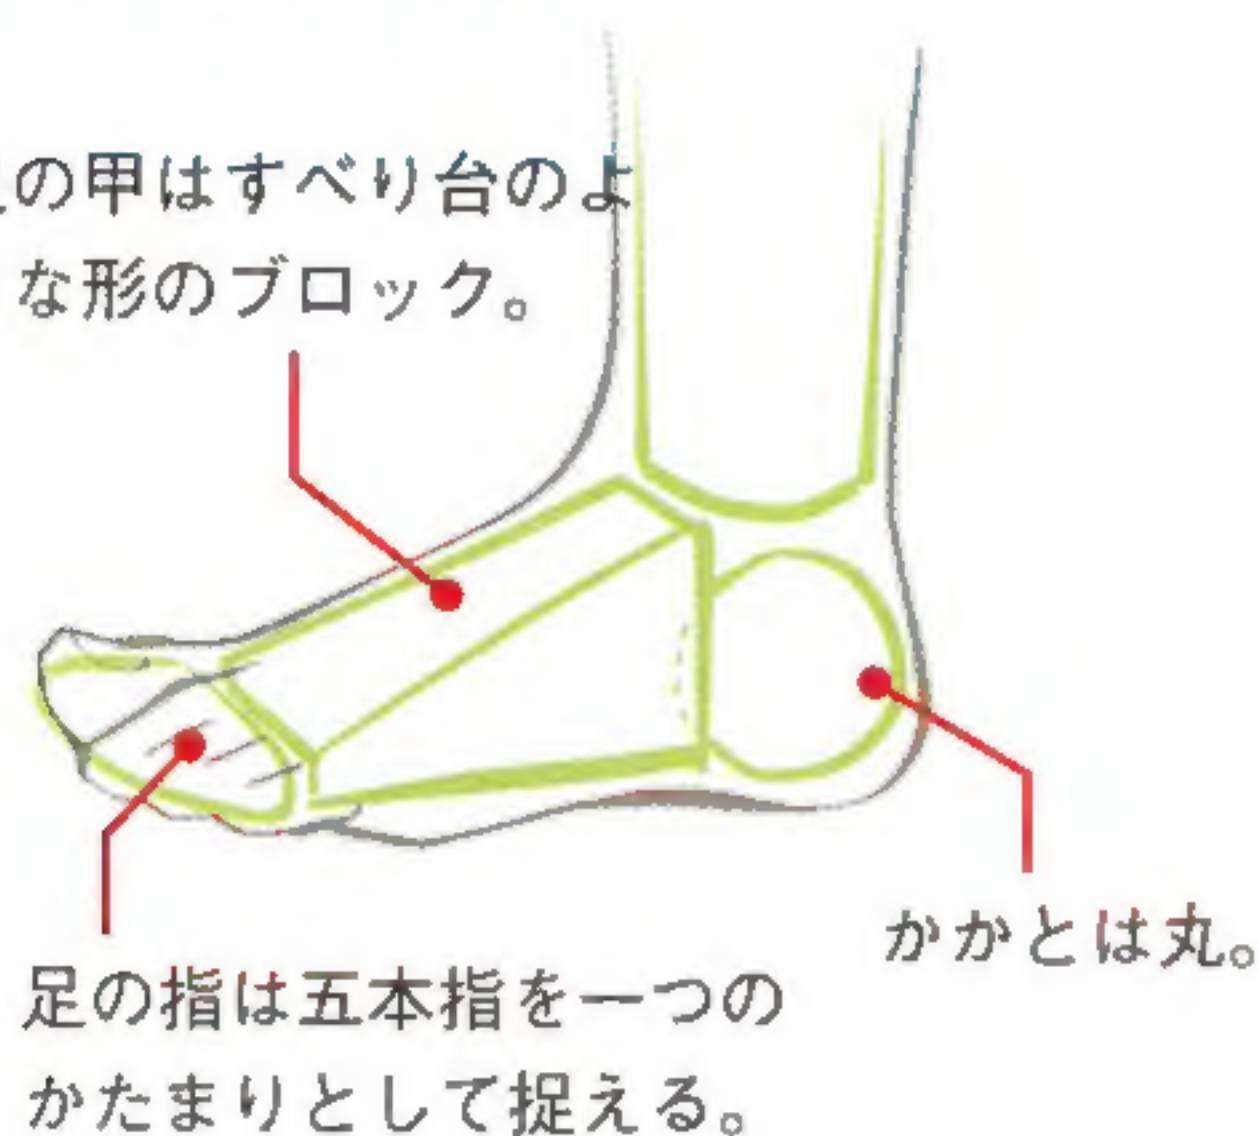 の甲はすべり台のよ
な形のブロック。
かかとは丸。
足の指は五本指を一つの
かたまりとして捉える。